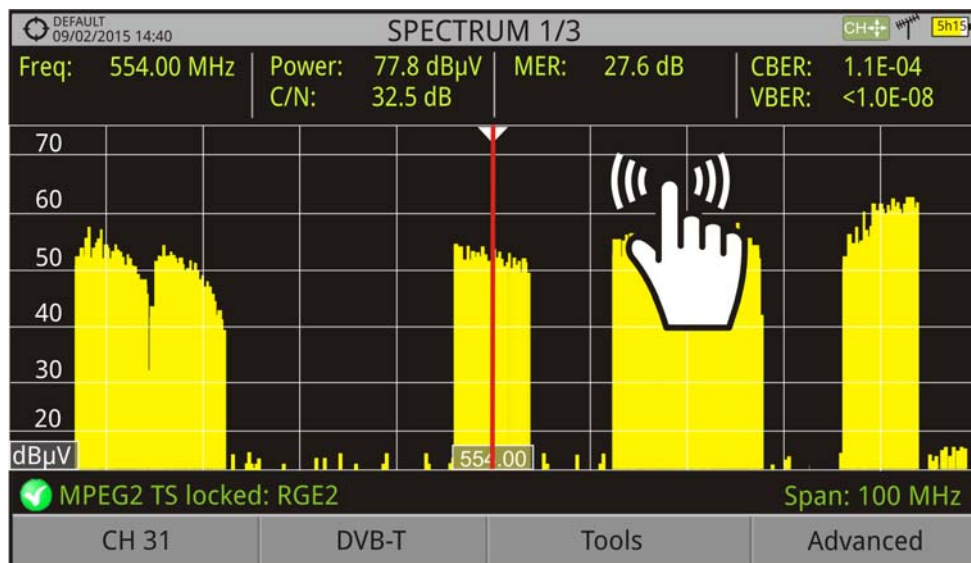 DEFAULT
09/02/2015 14:40
SPECTRUM 1/3
CH
5h15
Freq: 554.00 MHz
Power: 77.8 dBµV
C/N: 32.5 dB
MER: 27.6 dB
CBER: 1.1E-04
VBER: <1.0E-08
70
60
50
40
30
20
dBµV
554.00
MPEG2 TS locked: RGE2
Span: 100 MHz
CH 31
DVB-T
Tools
Advanced